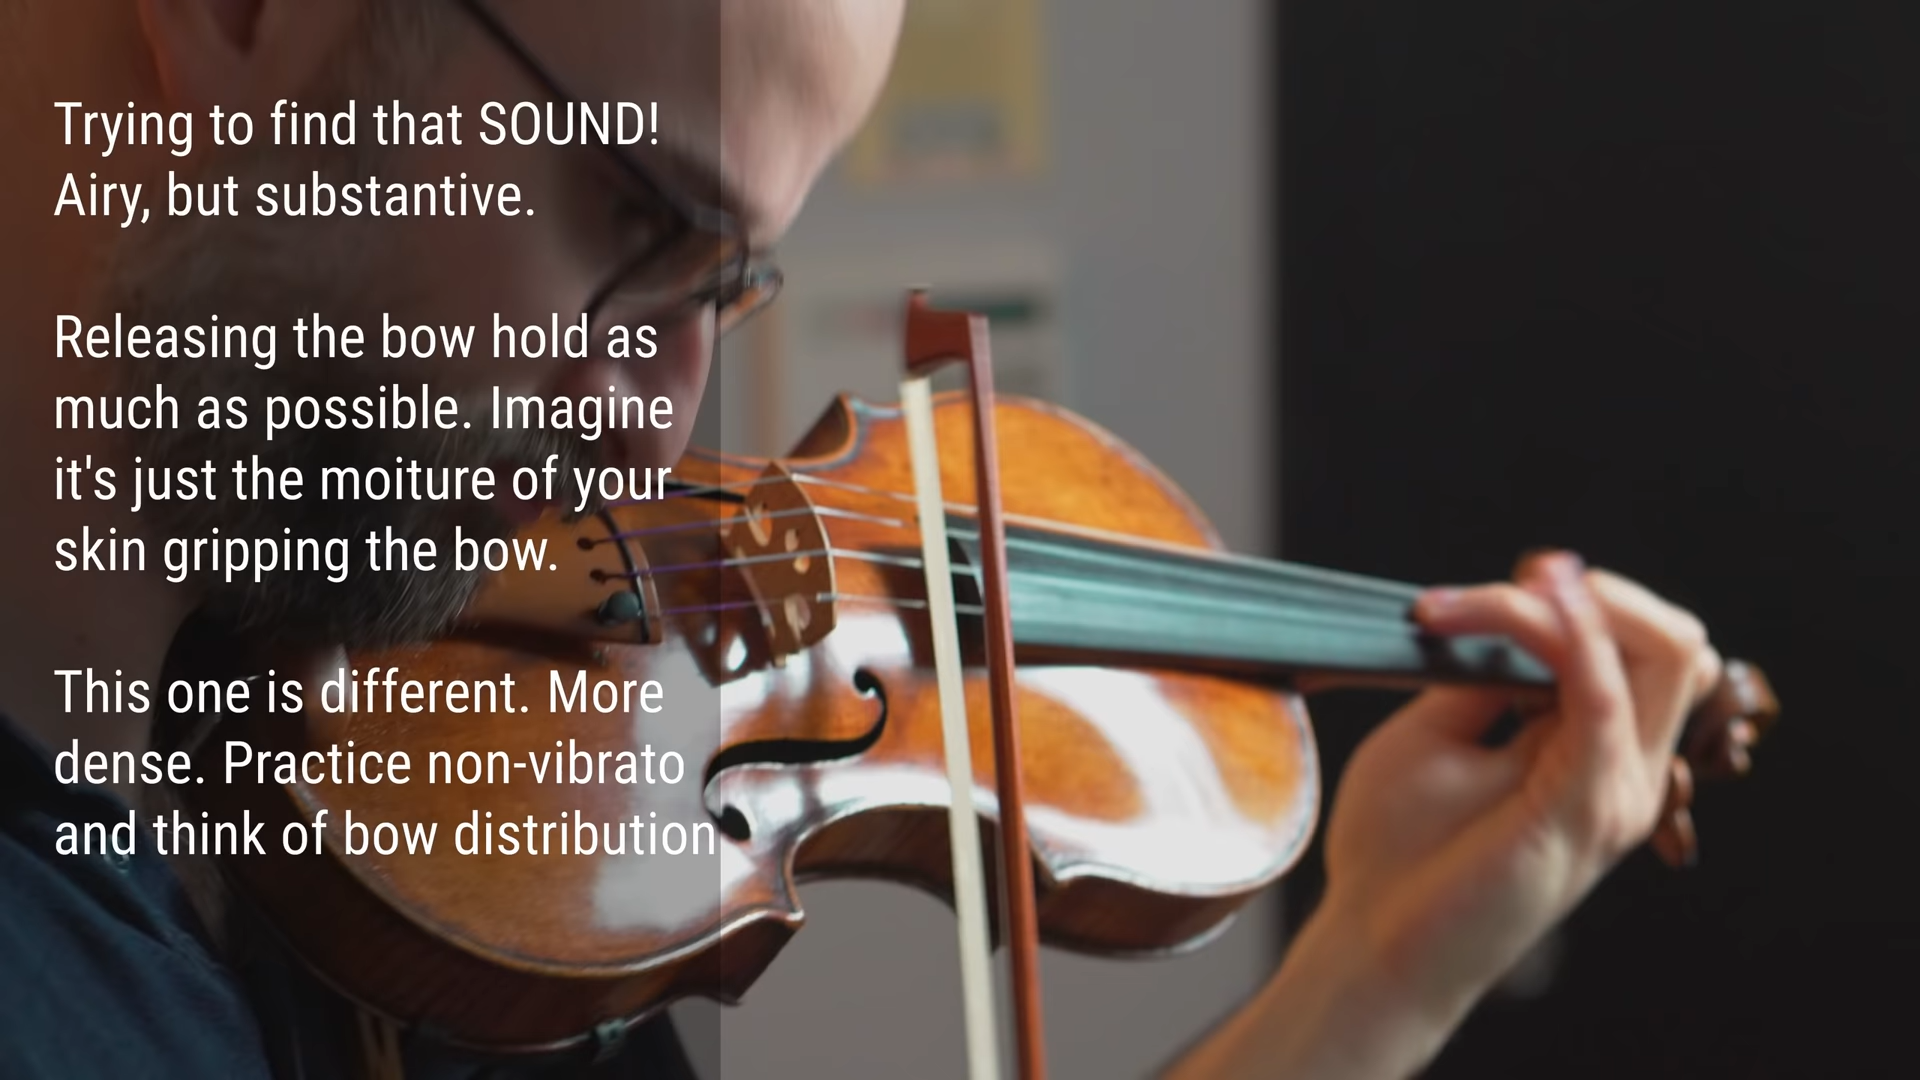 Trying to find that SOUND!
Airy, but substantive.
Releasing the bow hold as
much as possible. Imagine
it's just the moiture of your
skin gripping the bow.
This one is different. More
dense. Practice non-vibrato
and think of bow distribution